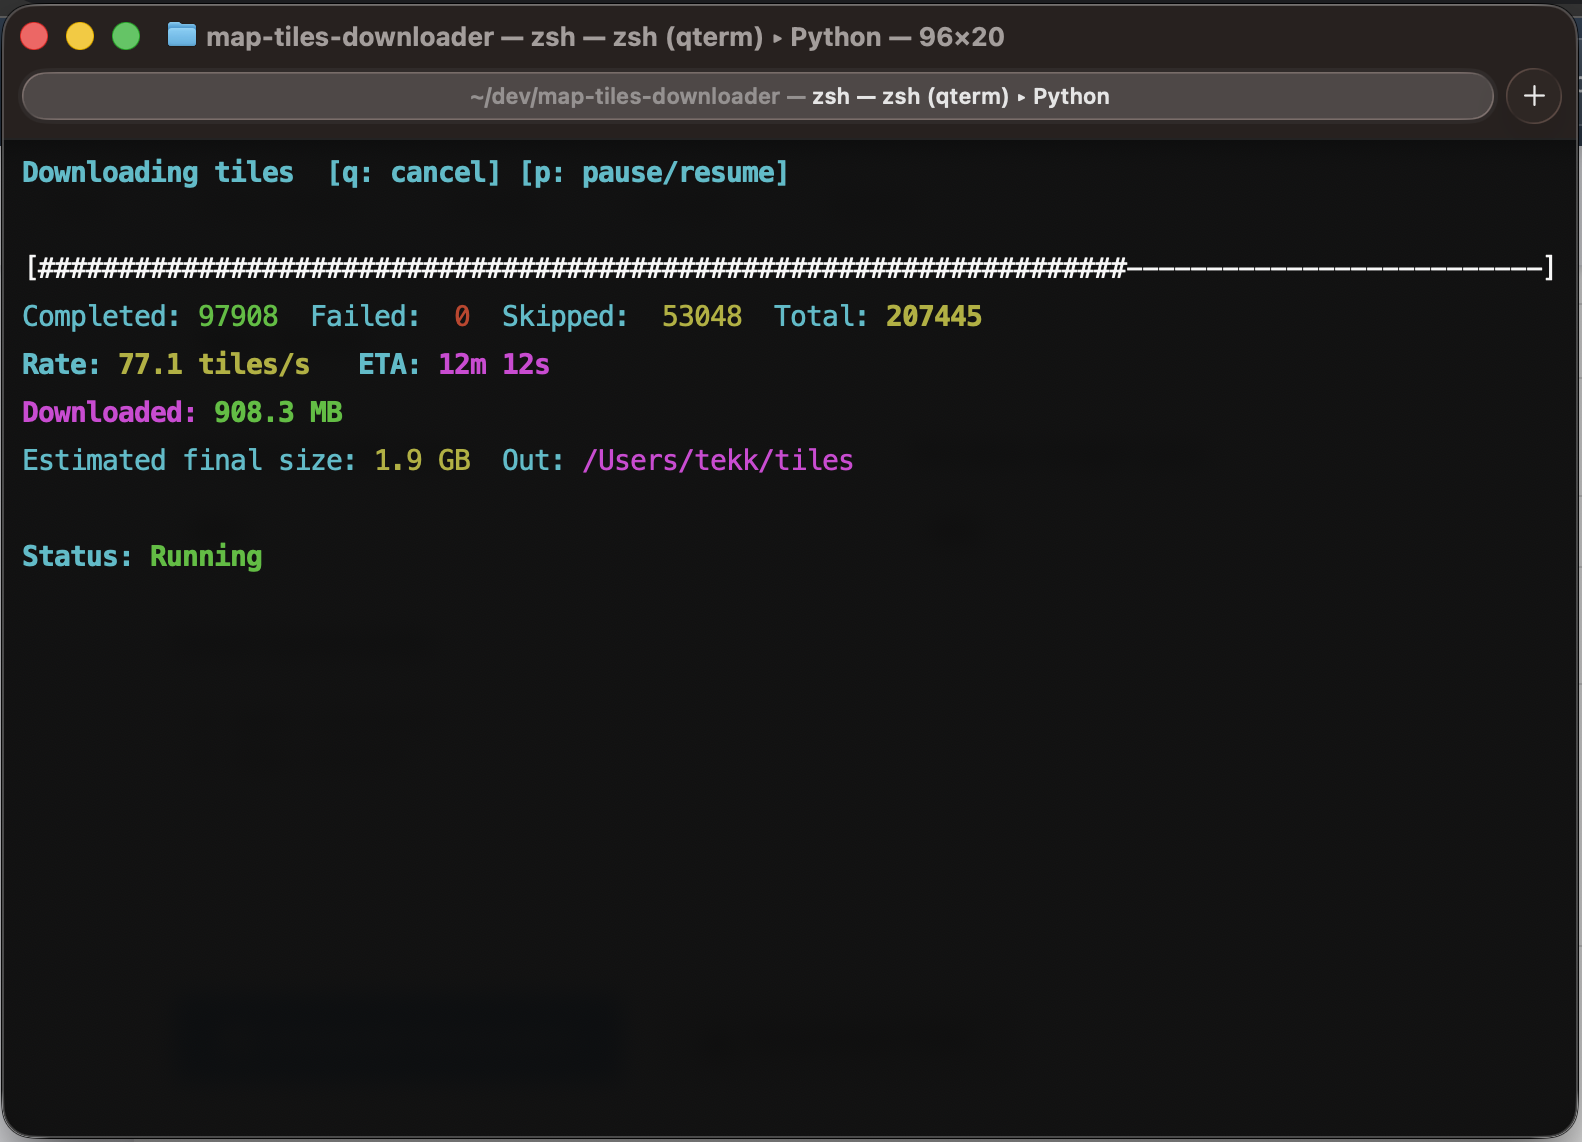 map-tiles-downloader — zsh — zsh (qterm) ▸ Python — 96×20
~/dev/map-tiles-downloader — zsh — zsh (qterm) ▸ Python
+
Downloading tiles  [q: cancel] [p: pause/resume]
[####################################################################--------------------------]
Completed: 97908  Failed:  0  Skipped:  53048  Total: 207445
Rate: 77.1 tiles/s   ETA: 12m 12s
Downloaded: 908.3 MB
Estimated final size: 1.9 GB  Out: /Users/tekk/tiles
Status: Running